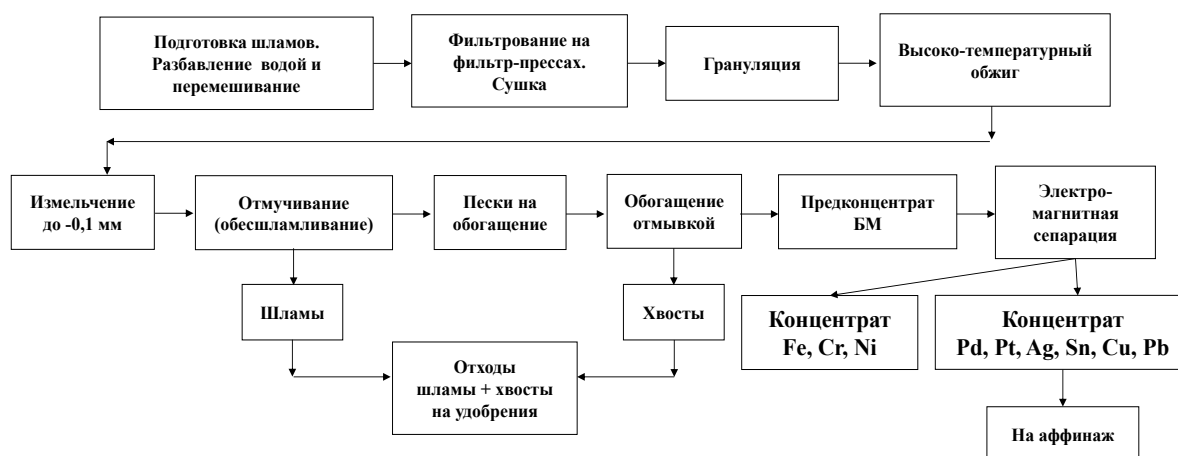 Подготовка шламов.
Разбавление водой и
перемешивание
Фильтрование на
фильтр-прессах.
Сушка
Грануляция
Высоко-температурный
обжиг
Измельчение
до -0,1 мм
Отмучивание
(обесшламливание)
Пески на
обогащение
Обогащение
отмывкой
Предконцентрат
БМ
Электро-
магнитная
сепарация
Шламы
Хвосты
Концентрат
Fe, Cr, Ni
Концентрат
Pd, Pt, Ag, Sn, Cu, Pb
Отходы
шламы + хвосты
на удобрения
На аффинаж